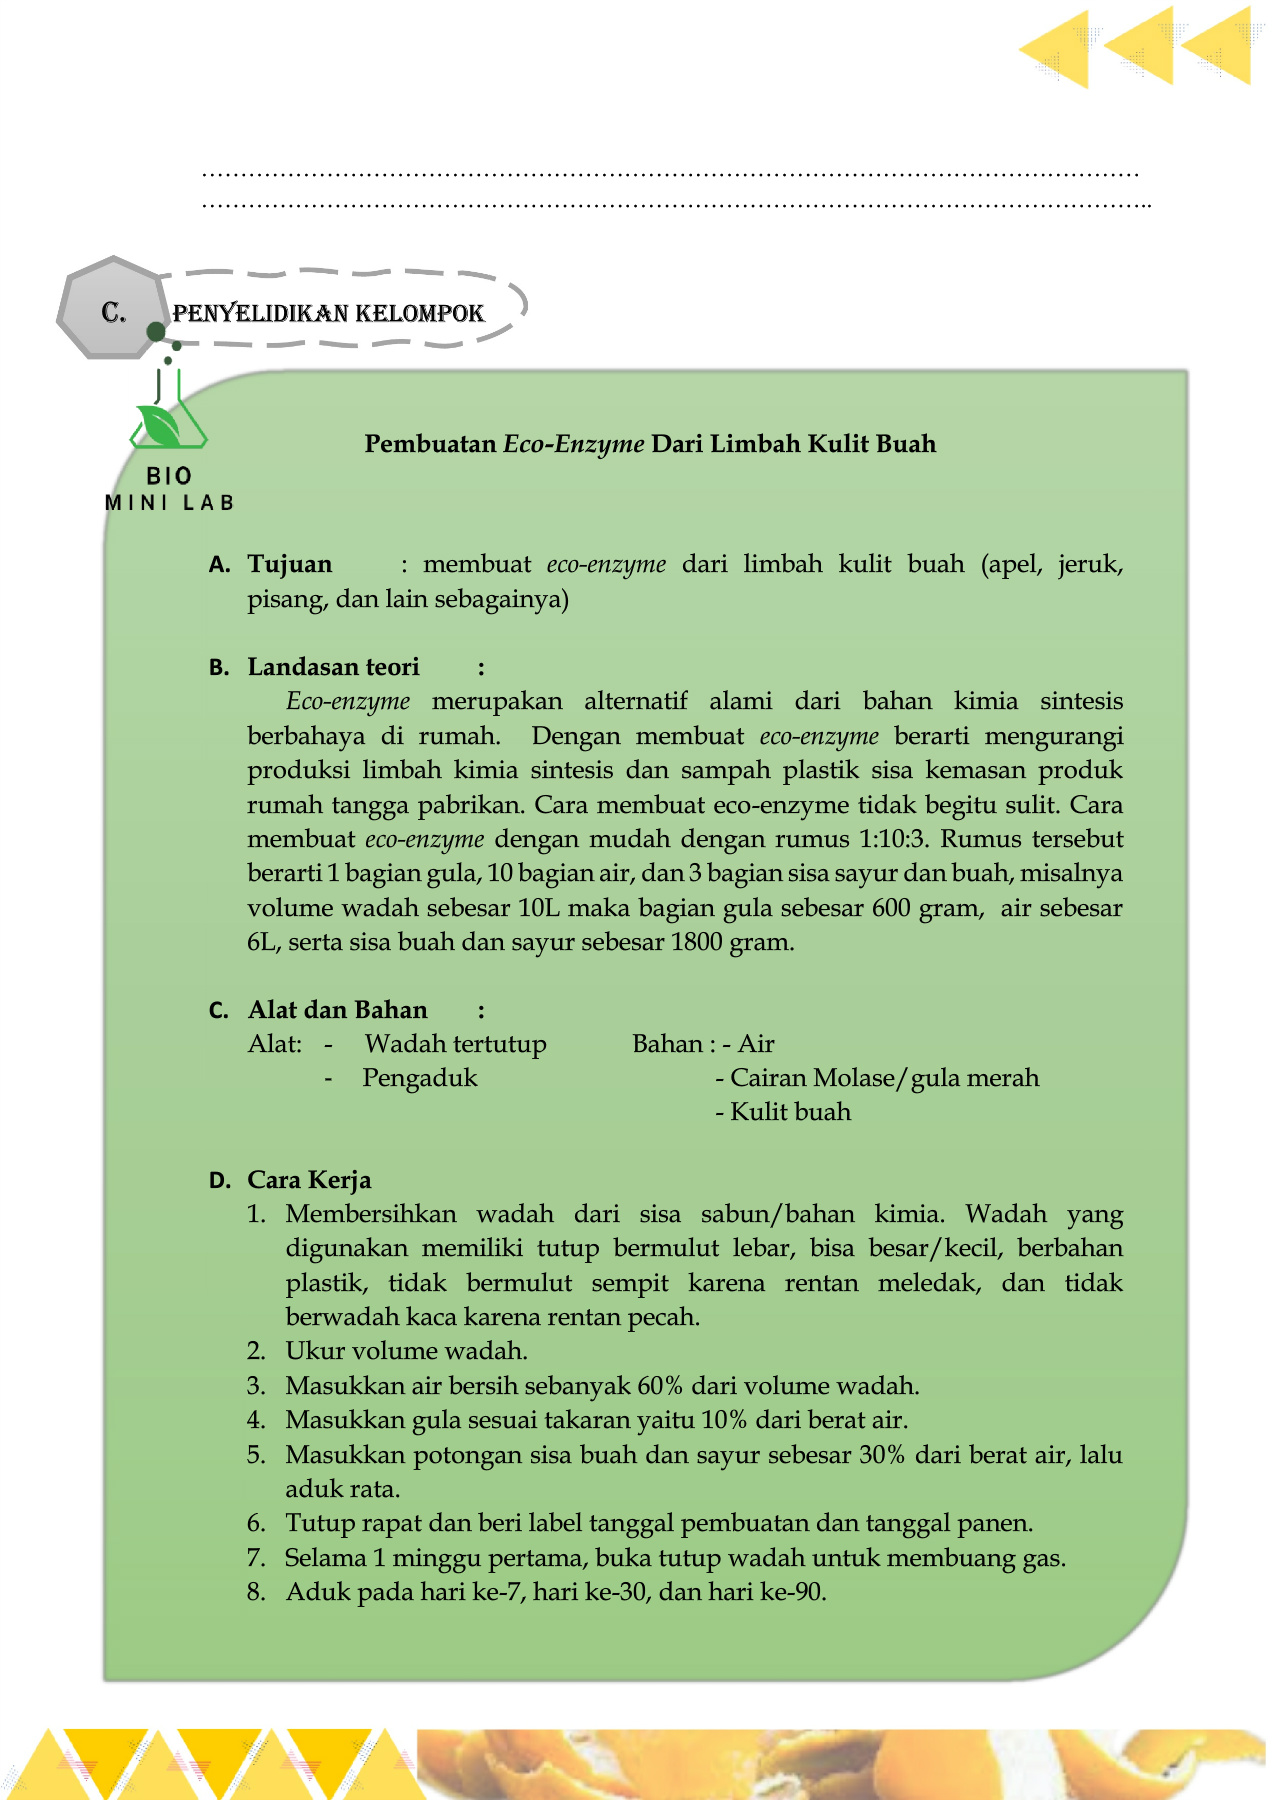 ……………………………………………………………………………………………………………
……………………………………………………………………………………………………………..
C. PENYELIDIKAN KELOMPOK
BIO
MINI LAB
Pembuatan Eco-Enzyme Dari Limbah Kulit Buah
A. Tujuan : membuat eco-enzyme dari limbah kulit buah (apel, jeruk,
pisang, dan lain sebagainya)
B. Landasan teori :
Eco-enzyme merupakan alternatif alami dari bahan kimia sintesis
berbahaya di rumah. Dengan membuat eco-enzyme berarti mengurangi
produksi limbah kimia sintesis dan sampah plastik sisa kemasan produk
rumah tangga pabrikan. Cara membuat eco-enzyme tidak begitu sulit. Cara
membuat eco-enzyme dengan mudah dengan rumus 1:10:3. Rumus tersebut
berarti 1 bagian gula, 10 bagian air, dan 3 bagian sisa sayur dan buah, misalnya
volume wadah sebesar 10L maka bagian gula sebesar 600 gram, air sebesar
6L, serta sisa buah dan sayur sebesar 1800 gram.
C. Alat dan Bahan :
Alat: - Wadah tertutup Bahan : - Air
- Pengaduk - Cairan Molase/gula merah
- Kulit buah
D. Cara Kerja
1. Membersihkan wadah dari sisa sabun/bahan kimia. Wadah yang
digunakan memiliki tutup bermulut lebar, bisa besar/kecil, berbahan
plastik, tidak bermulut sempit karena rentan meledak, dan tidak
berwadah kaca karena rentan pecah.
2. Ukur volume wadah.
3. Masukkan air bersih sebanyak 60% dari volume wadah.
4. Masukkan gula sesuai takaran yaitu 10% dari berat air.
5. Masukkan potongan sisa buah dan sayur sebesar 30% dari berat air, lalu
aduk rata.
6. Tutup rapat dan beri label tanggal pembuatan dan tanggal panen.
7. Selama 1 minggu pertama, buka tutup wadah untuk membuang gas.
8. Aduk pada hari ke-7, hari ke-30, dan hari ke-90.